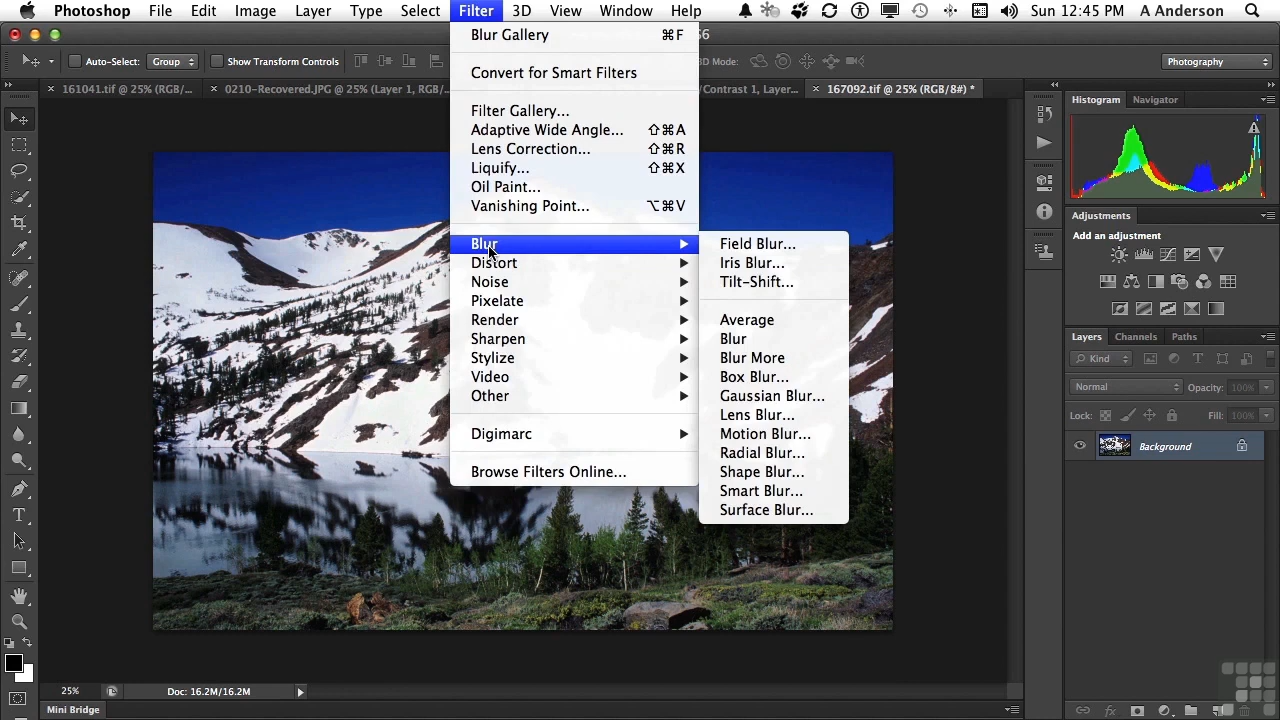 Photoshop File Edit Image Layer Type Select Filter 3D View Window Help Sun 12:45 PM A Anderson
Auto-Select: Group Show Transform Controls 3D Mode: Photography
161041.tif @ 25% (RGB/... 0210-Recovered.JPG @ 25% (Layer 1, RGB/... /Contrast 1, Layer... 167092.tif @ 25% (RGB/8#) *
Blur Gallery ⌘F
Convert for Smart Filters
Filter Gallery...
Adaptive Wide Angle... ⇧⌘A
Lens Correction... ⇧⌘R
Liquify... ⇧⌘X
Oil Paint...
Vanishing Point... ⌥⌘V
Blur
Distort
Noise
Pixelate
Render
Sharpen
Stylize
Video
Other
Digimarc
Browse Filters Online...
Field Blur...
Iris Blur...
Tilt-Shift...
Average
Blur
Blur More
Box Blur...
Gaussian Blur...
Lens Blur...
Motion Blur...
Radial Blur...
Shape Blur...
Smart Blur...
Surface Blur...
Histogram Navigator
Adjustments
Add an adjustment
Layers Channels Paths
Kind
Normal Opacity: 100%
Lock: Fill: 100%
Background
25% Doc: 16.2M/16.2M
Mini Bridge